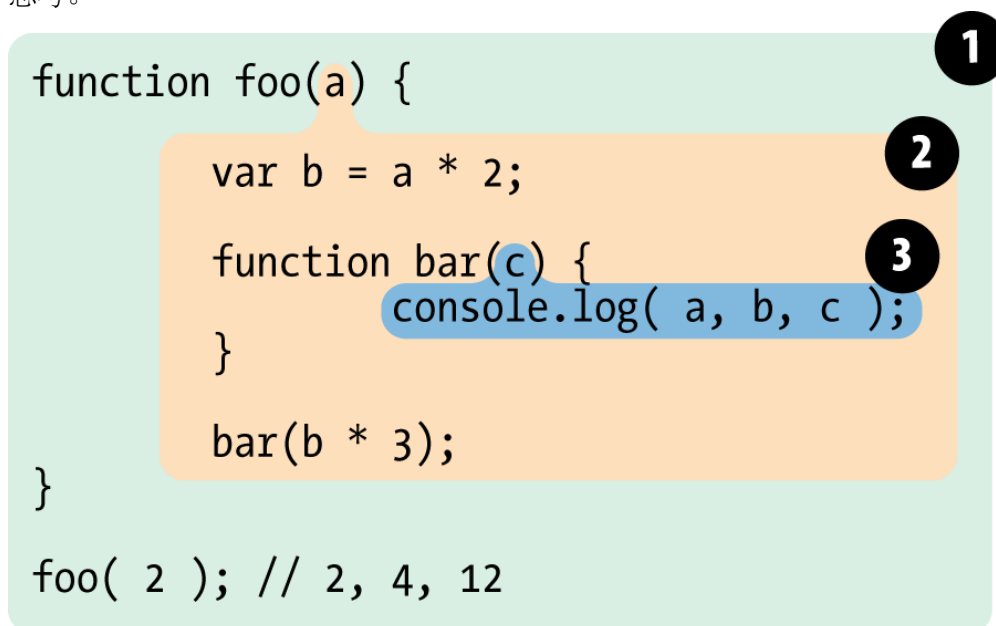 1
function foo(a) {
2
var b = a * 2;
function bar(c) {
3
console.log( a, b, c );
}
bar(b * 3);
}
foo( 2 ); // 2, 4, 12